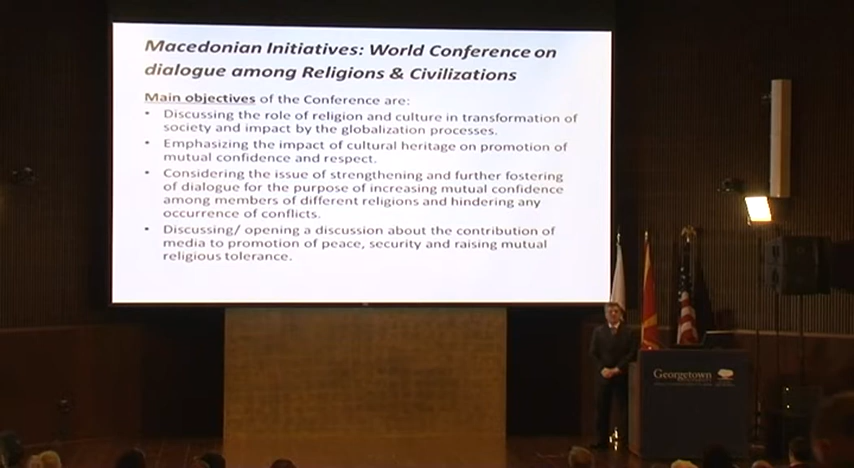 Macedonian Initiatives: World Conference on
dialogue among Religions & Civilizations
Main objectives of the Conference are:
• Discussing the role of religion and culture in transformation of
society and impact by the globalization processes.
• Emphasizing the impact of cultural heritage on promotion of
mutual confidence and respect.
• Considering the issue of strengthening and further fostering
of dialogue for the purpose of increasing mutual confidence
among members of different religions and hindering any
occurrence of conflicts.
• Discussing/ opening a discussion about the contribution of
media to promotion of peace, security and raising mutual
religious tolerance.
Georgetown